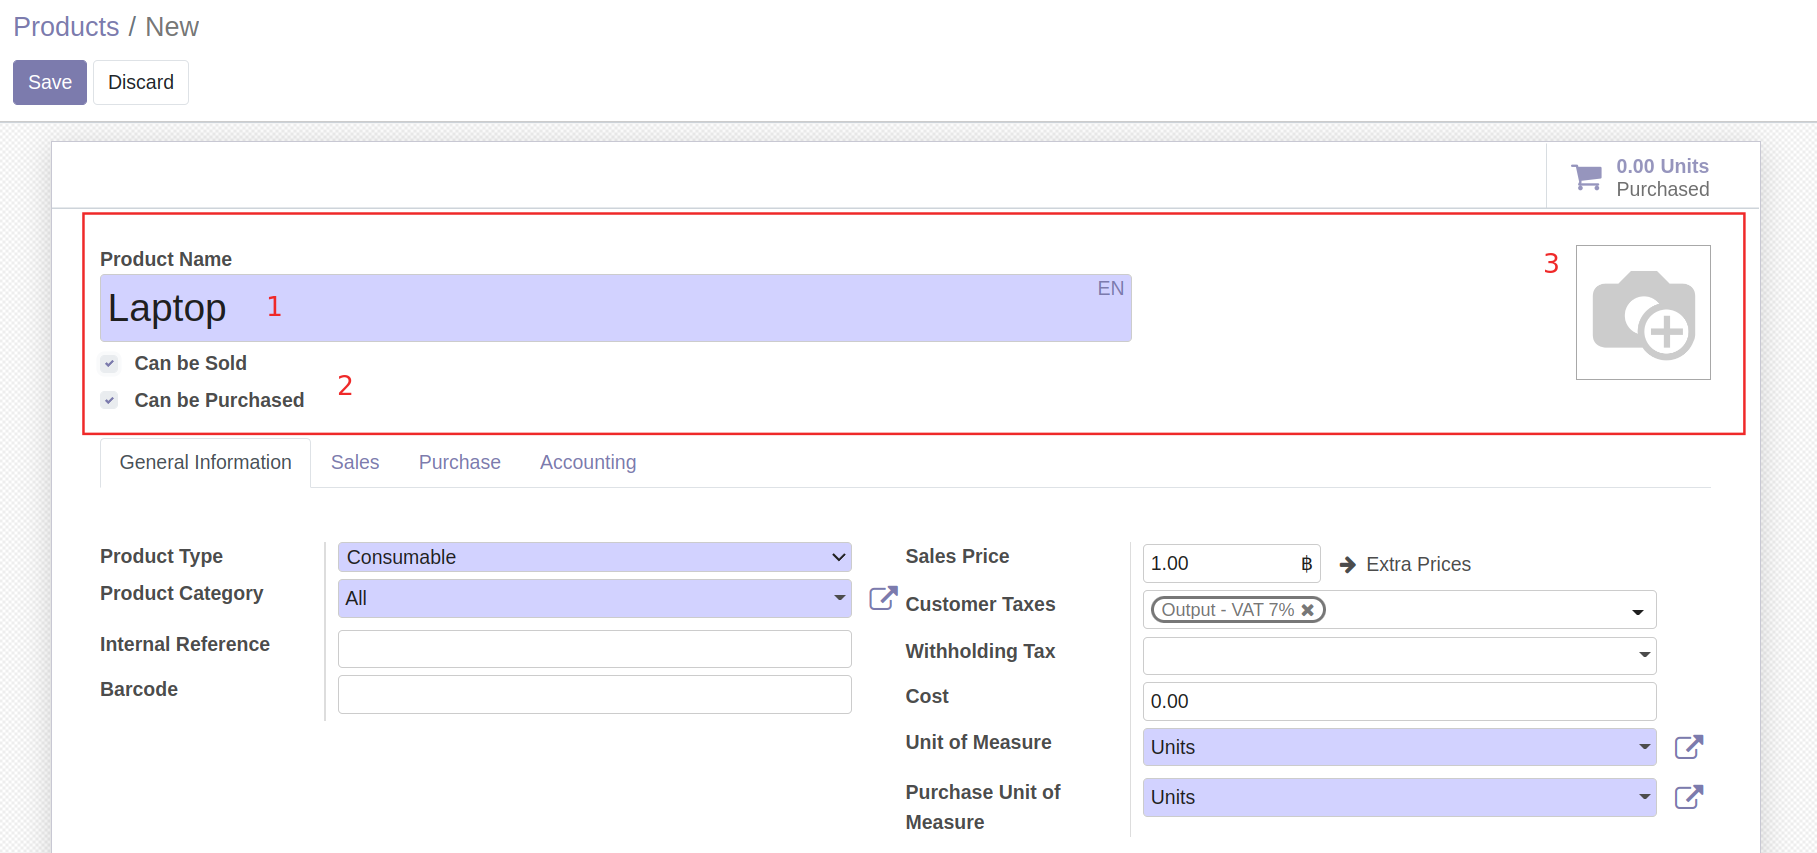 Products / New
Save Discard
0.00 Units
Purchased
Product Name
Laptop 1 EN
3
Can be Sold
2
Can be Purchased
General Information Sales Purchase Accounting
Product Type Consumable
Product Category All
Internal Reference
Barcode
Sales Price 1.00 ฿ Extra Prices
Customer Taxes Output - VAT 7%
Withholding Tax
Cost 0.00
Unit of Measure Units
Purchase Unit of Units
Measure